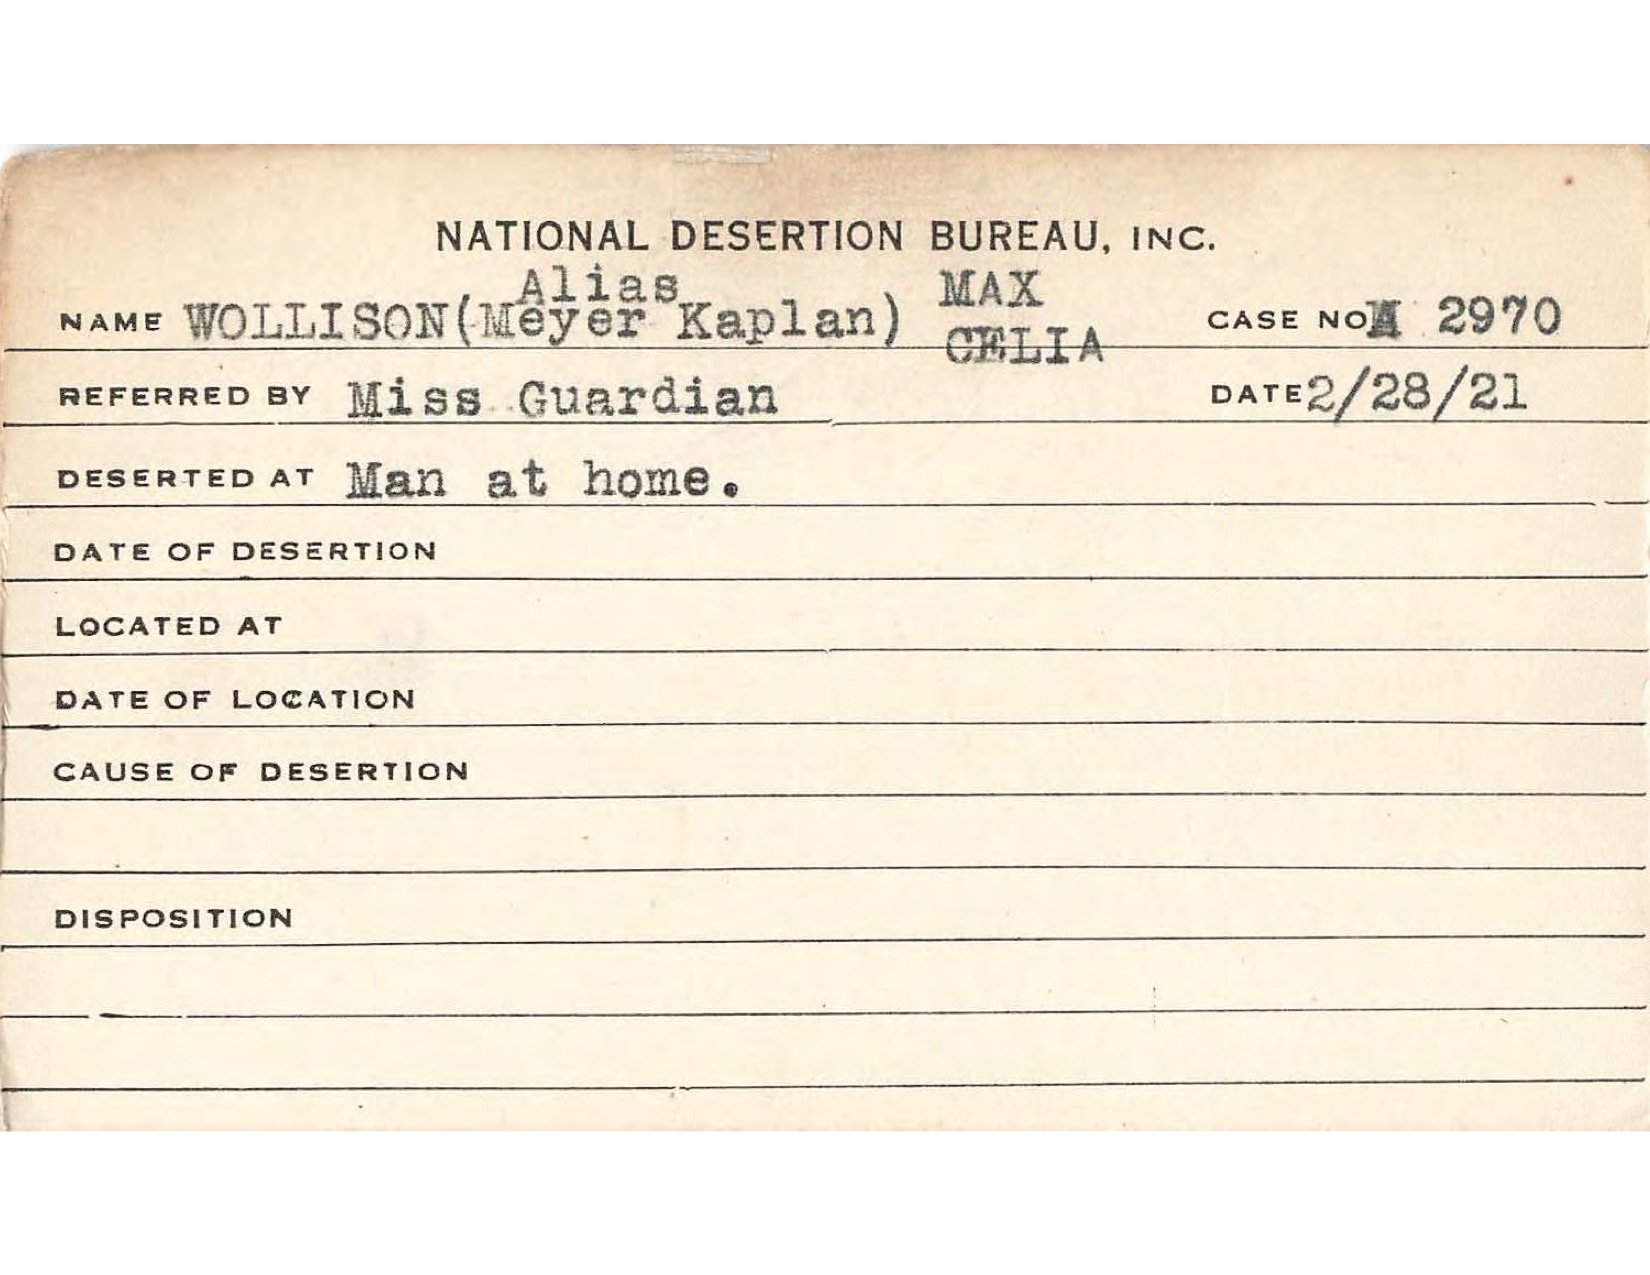 NATIONAL DESERTION BUREAU, INC.
Alias MAX
NAME WOLLISON(Meyer Kaplan) CASE NO. 2970
CELIA
REFERRED BY Miss Guardian DATE 2/28/21
DESERTED AT Man at home.
DATE OF DESERTION
LOCATED AT
DATE OF LOCATION
CAUSE OF DESERTION
DISPOSITION